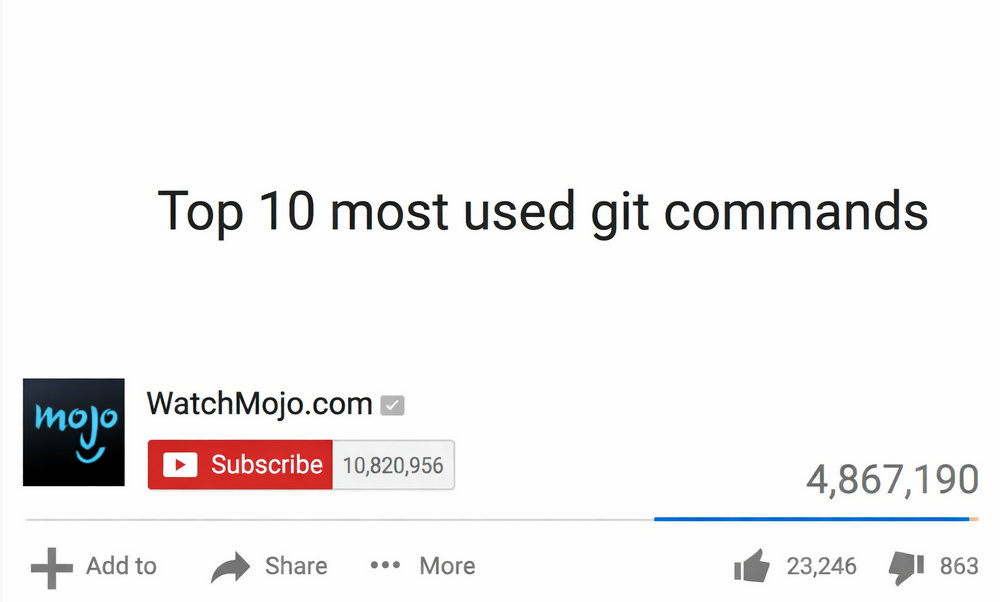 Top 10 most used git commands
mojo
WatchMojo.com
Subscribe 10,820,956
4,867,190
Add to Share More 23,246 863